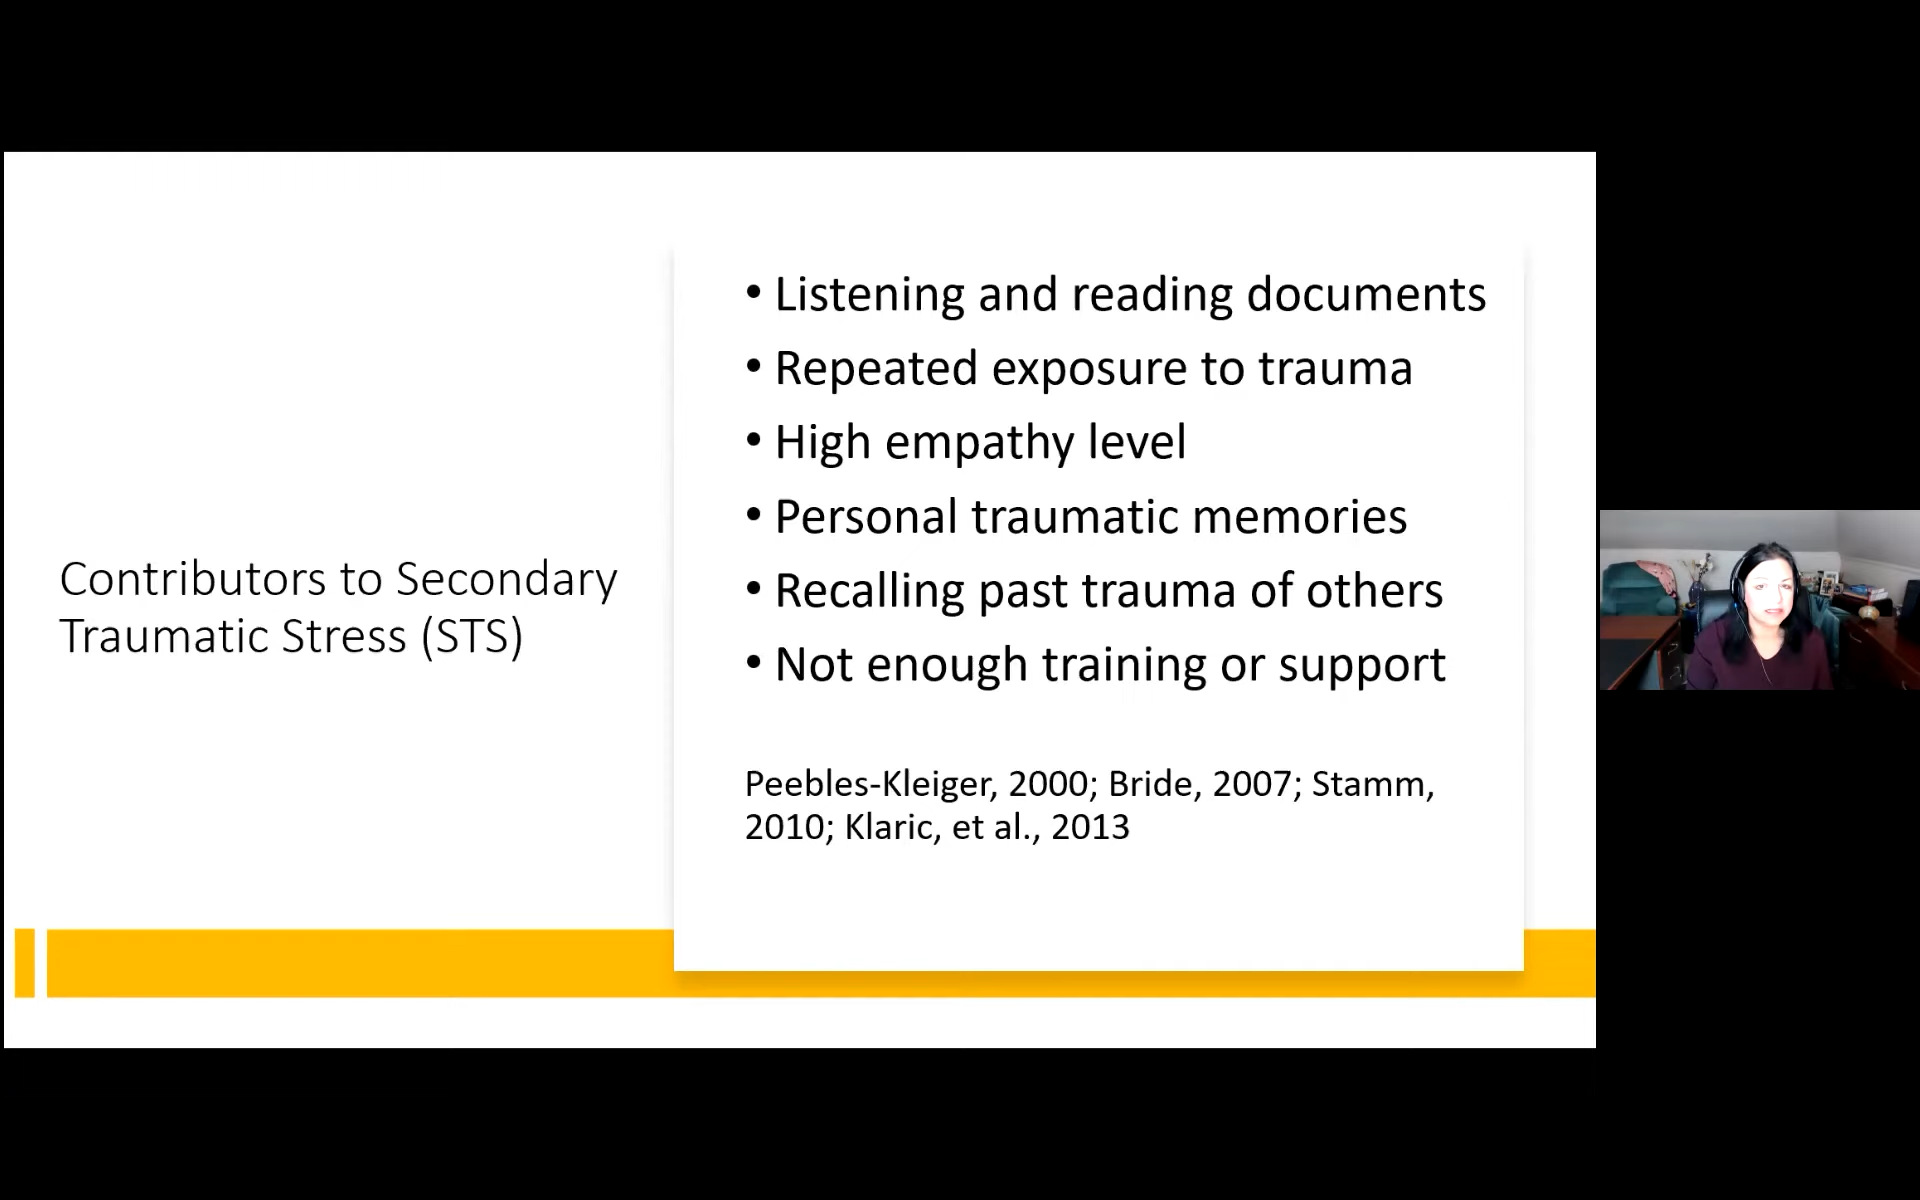 Contributors to Secondary
Traumatic Stress (STS)
• Listening and reading documents
• Repeated exposure to trauma
• High empathy level
• Personal traumatic memories
• Recalling past trauma of others
• Not enough training or support
Peebles-Kleiger, 2000; Bride, 2007; Stamm,
2010; Klaric, et al., 2013